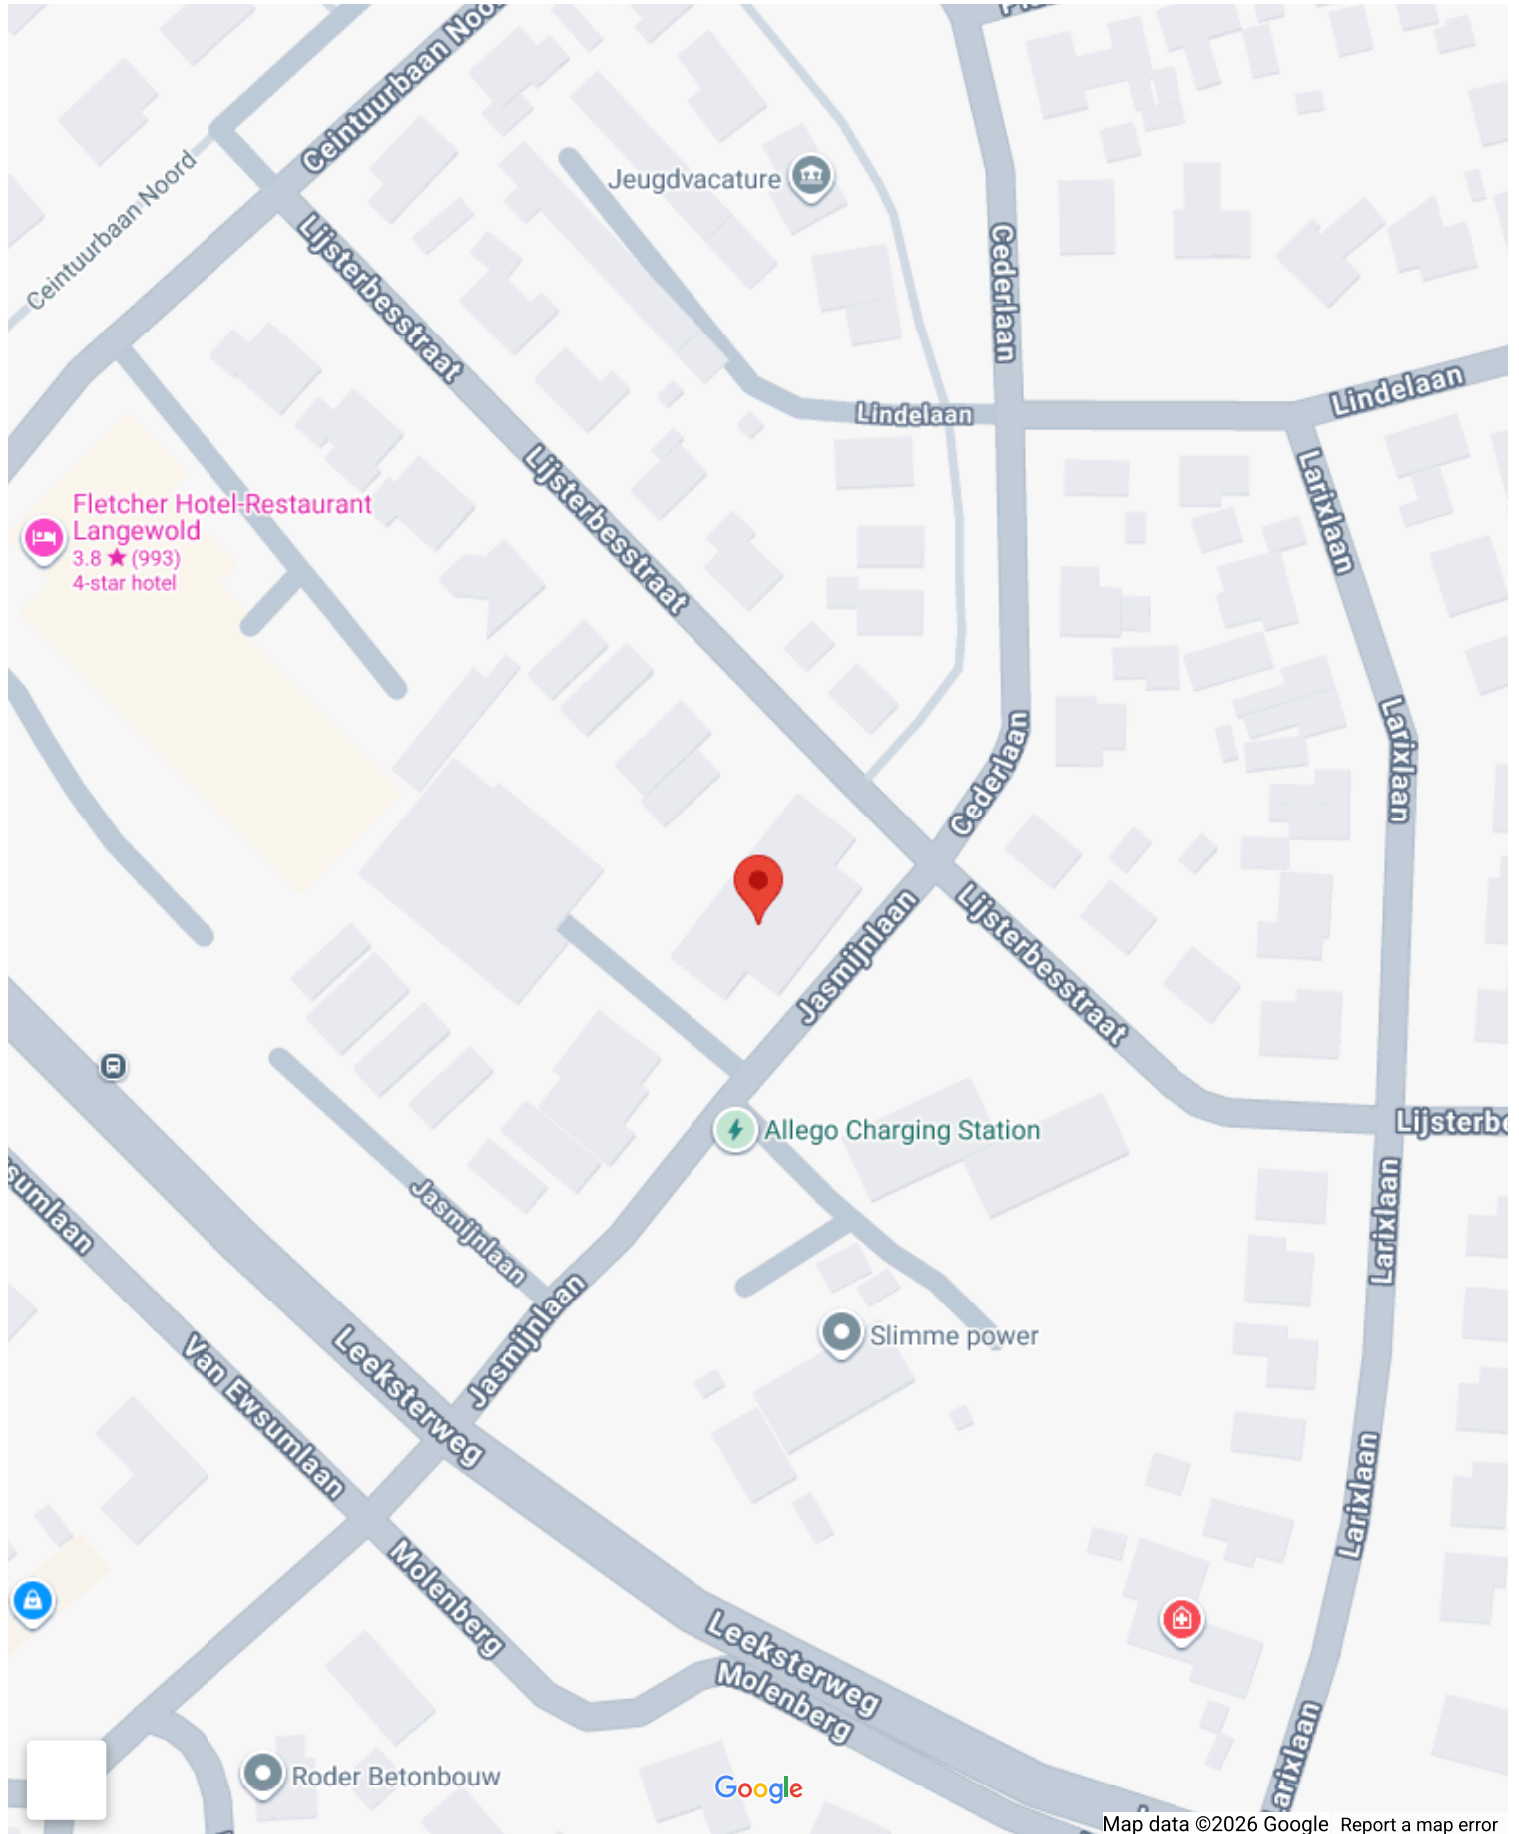 Ceintuurbaan Noo
Ceintuurbaan Noord
Jeugdvacature
Lijsterbesstraat
Cederlaan
Lindelaan
Lindelaan
Lijsterbesstraat
Larixlaan
Fletcher Hotel-Restaurant
Langewold
3.8 ★ (993)
4-star hotel
Cederlaan
Larixlaan
Jasmijnlaan
Lijsterbesstraat
Allego Charging Station
Lijsterbe
sumlaan
Jasmijnlaan
Larixlaan
Jasmijnlaan
Slimme power
Van Ewsumlaan
Leeksterweg
Larixlaan
Molenberg
Leeksterweg
Molenberg
Roder Betonbouw
Google
arixlaan
Map data ©2026 Google
Report a map error